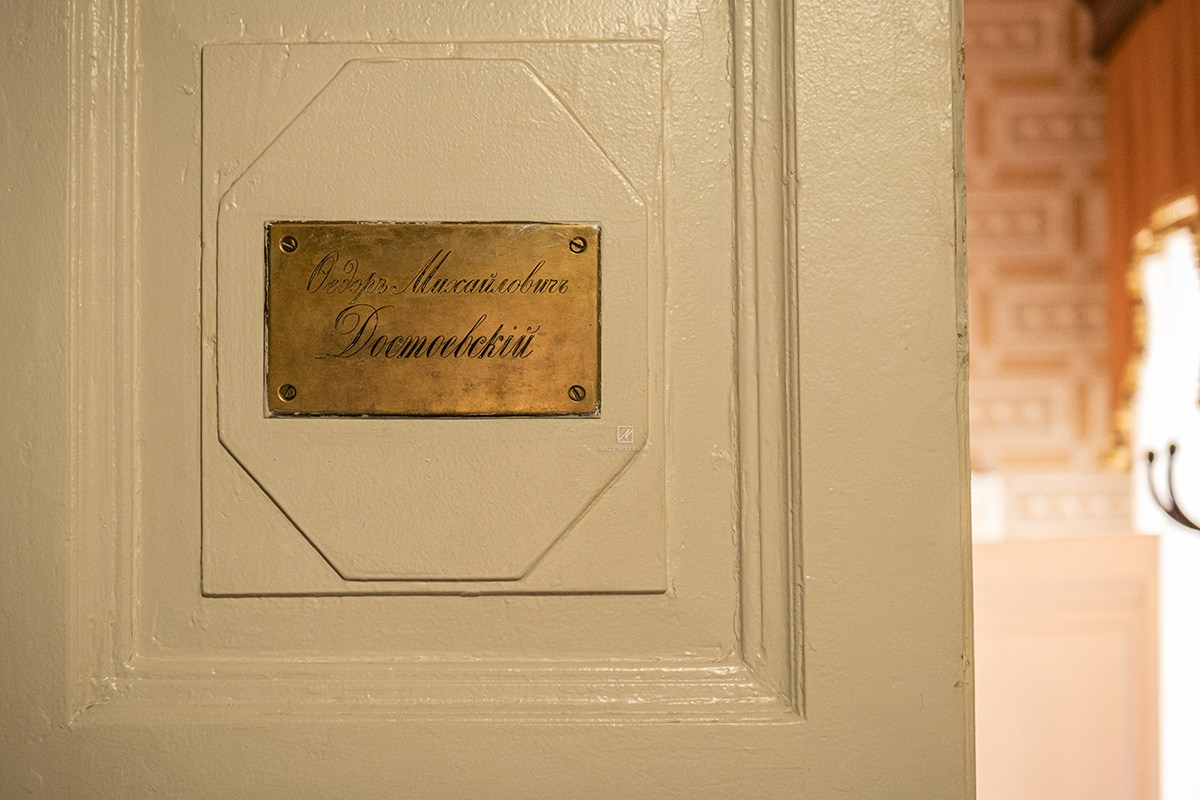 Ѳедоръ Михайловичъ
Достоевскій